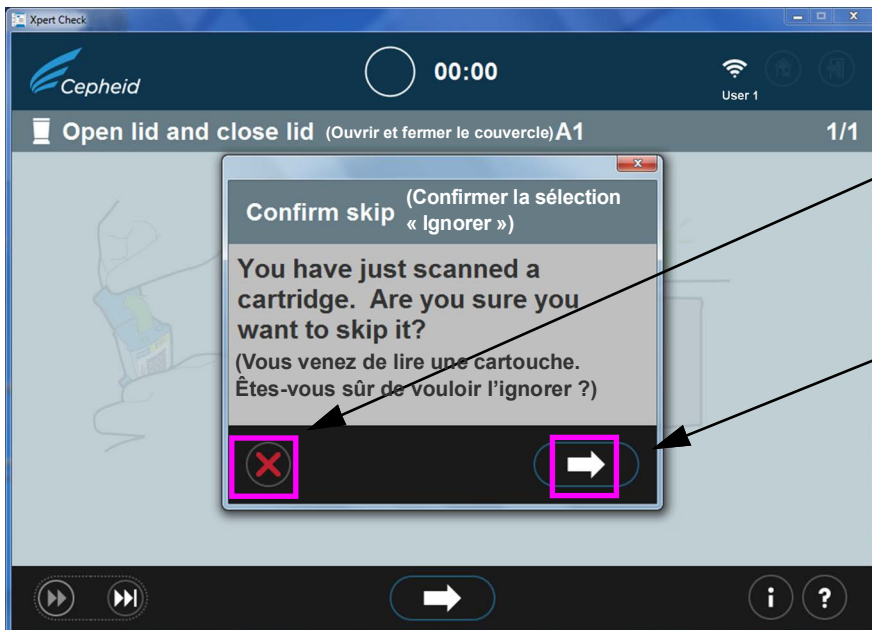 Xpert Check
Cepheid
00:00
User 1
Open lid and close lid (Ouvrir et fermer le couvercle) A1
1/1
Confirm skip (Confirmer la sélection
« Ignorer »)
You have just scanned a
cartridge. Are you sure you
want to skip it?
(Vous venez de lire une cartouche.
Êtes-vous sûr de vouloir l'ignorer ?)
i
?